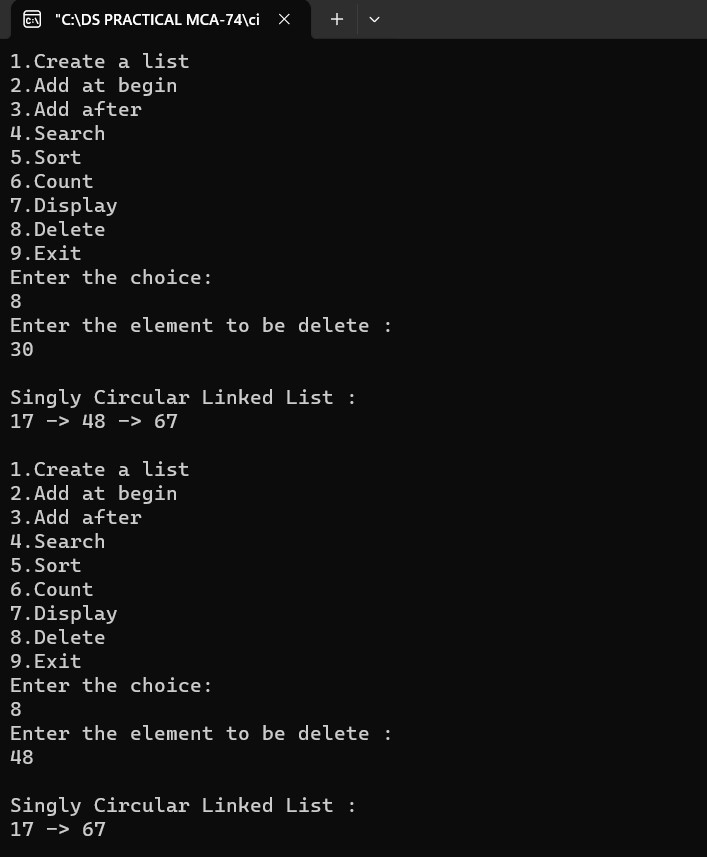 "C:\DS PRACTICAL MCA-74\ci
1.Create a list
2.Add at begin
3.Add after
4.Search
5.Sort
6.Count
7.Display
8.Delete
9.Exit
Enter the choice:
8
Enter the element to be delete :
30
Singly Circular Linked List :
17 -> 48 -> 67
1.Create a list
2.Add at begin
3.Add after
4.Search
5.Sort
6.Count
7.Display
8.Delete
9.Exit
Enter the choice:
8
Enter the element to be delete :
48
Singly Circular Linked List :
17 -> 67